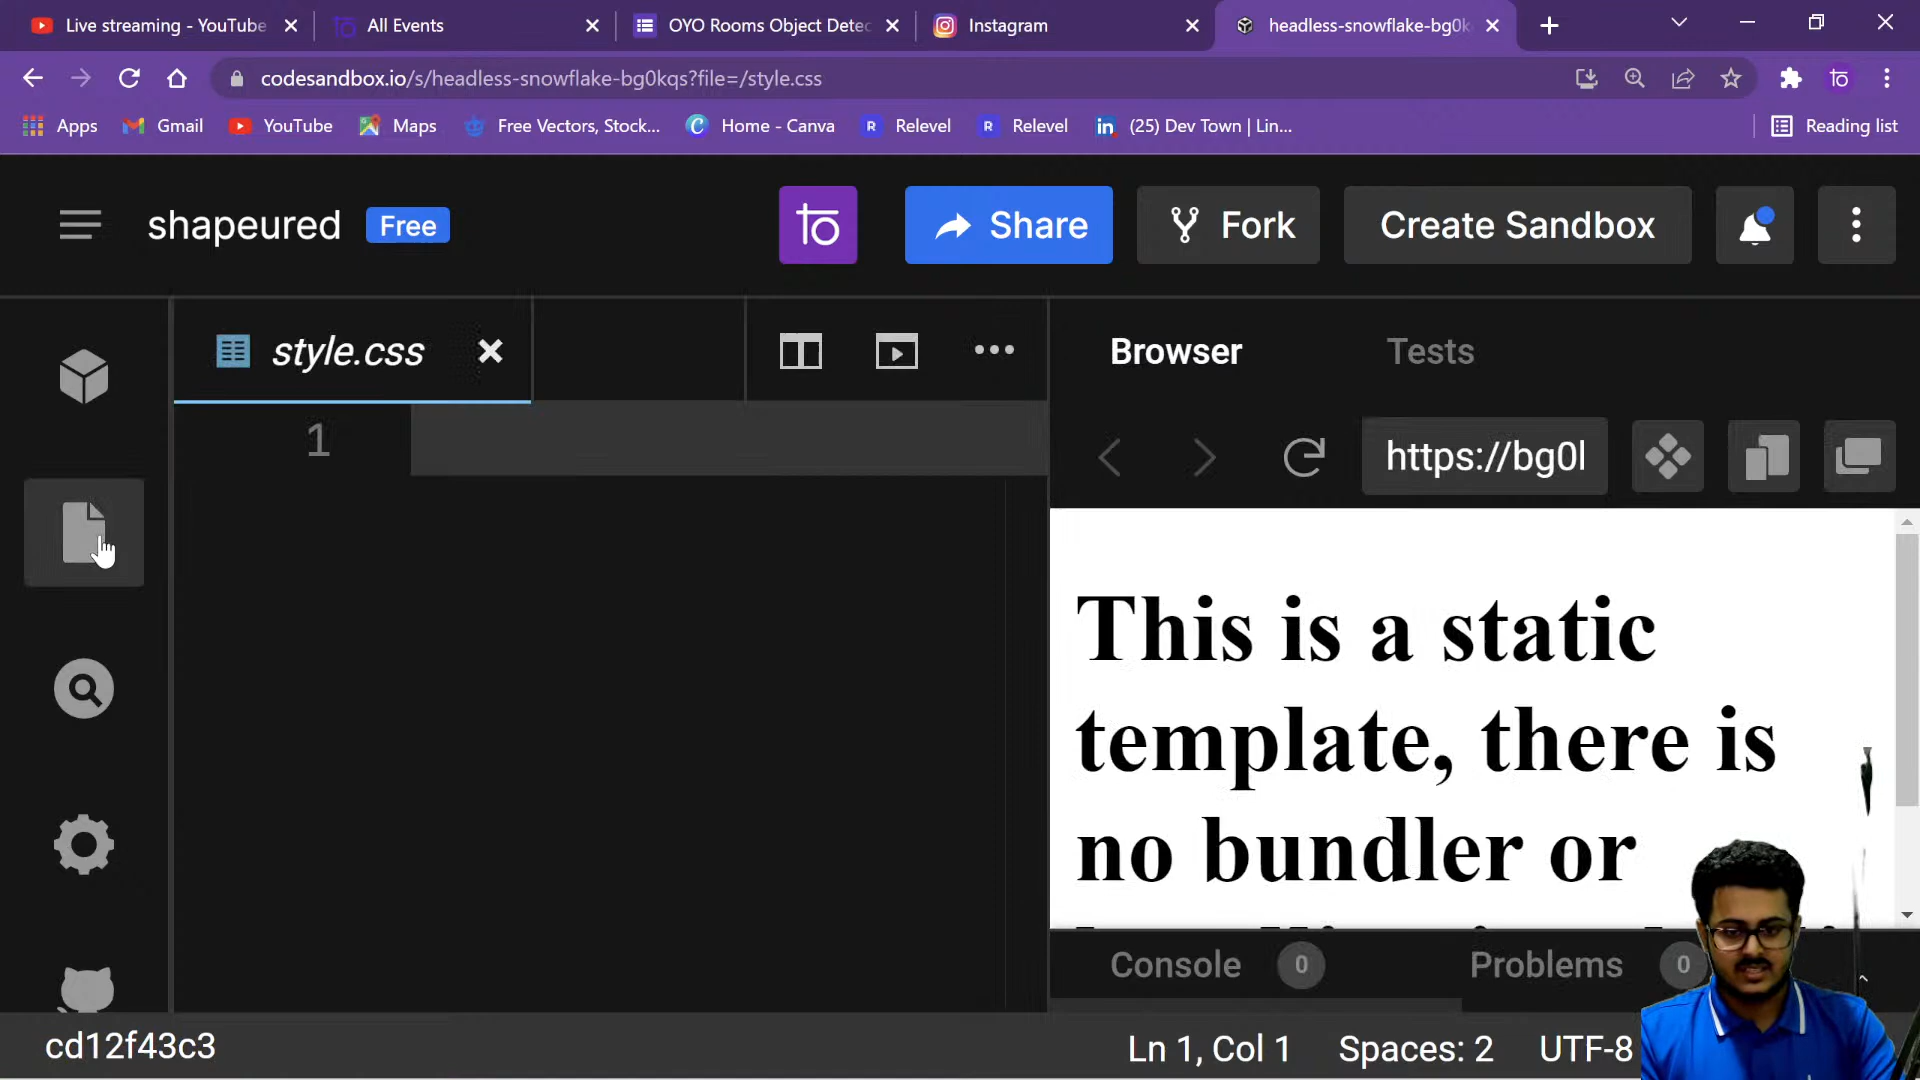 Live streaming - YouTube
All Events
OYO Rooms Object Detec
Instagram
headless-snowflake-bg0k
codesandbox.io/s/headless-snowflake-bg0kqs?file=/style.css
Apps
Gmail
YouTube
Maps
Free Vectors, Stock...
Home - Canva
Relevel
Relevel
(25) Dev Town | Lin...
Reading list
shapeured
Free
Share
Fork
Create Sandbox
style.css
Browser
Tests
1
https://bg0l
This is a static
template, there is
no bundler or
Console 0
Problems 0
cd12f43c3
Ln 1, Col 1
Spaces: 2
UTF-8